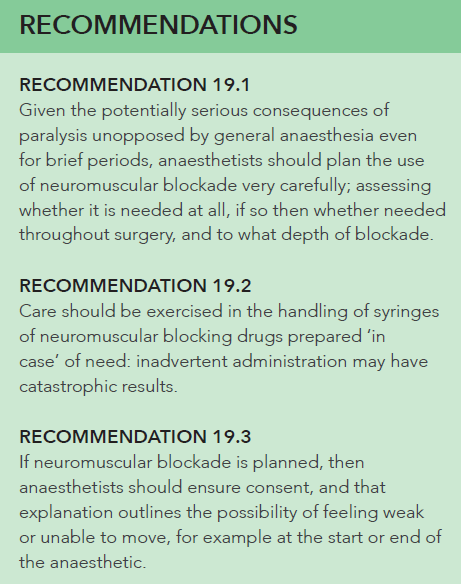 RECOMMENDATIONS
RECOMMENDATION 19.1
Given the potentially serious consequences of
paralysis unopposed by general anaesthesia even
for brief periods, anaesthetists should plan the use
of neuromuscular blockade very carefully; assessing
whether it is needed at all, if so then whether needed
throughout surgery, and to what depth of blockade.
RECOMMENDATION 19.2
Care should be exercised in the handling of syringes
of neuromuscular blocking drugs prepared ‘in
case’ of need: inadvertent administration may have
catastrophic results.
RECOMMENDATION 19.3
If neuromuscular blockade is planned, then
anaesthetists should ensure consent, and that
explanation outlines the possibility of feeling weak
or unable to move, for example at the start or end of
the anaesthetic.